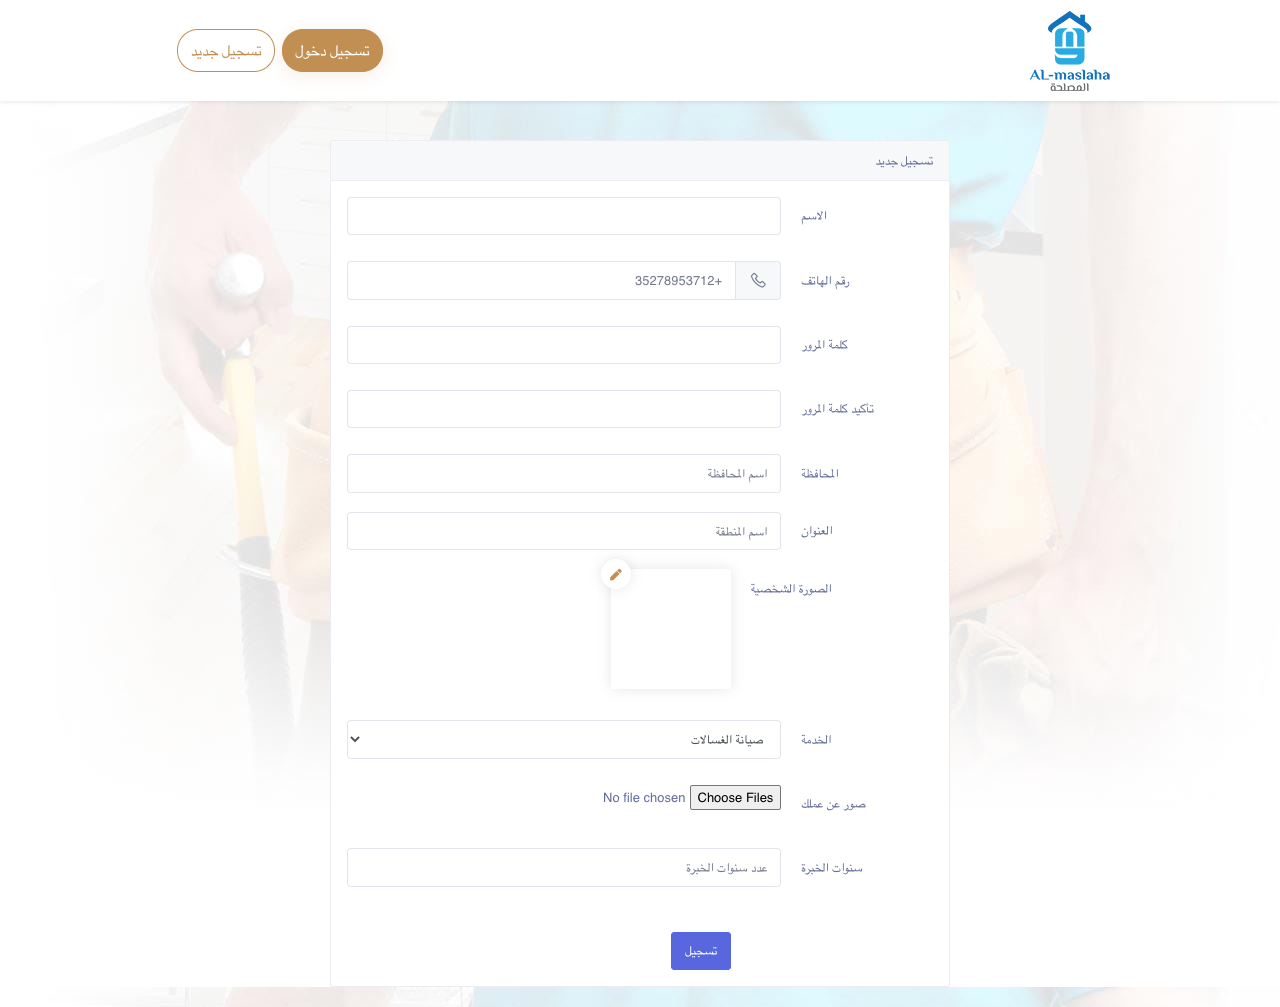 AL-maslaha
المصلحة
تسجيل دخول
تسجيل جديد
تسجيل جديد
الاسم
رقم الهاتف
+35278953712
كلمة المرور
تأكيد كلمة المرور
المحافظة
اسم المحافظة
العنوان
اسم المنطقة
الصورة الشخصية
الخدمة
صيانة الغسالات
صور عن عملك
Choose Files No file chosen
سنوات الخبرة
عدد سنوات الخبرة
تسجيل